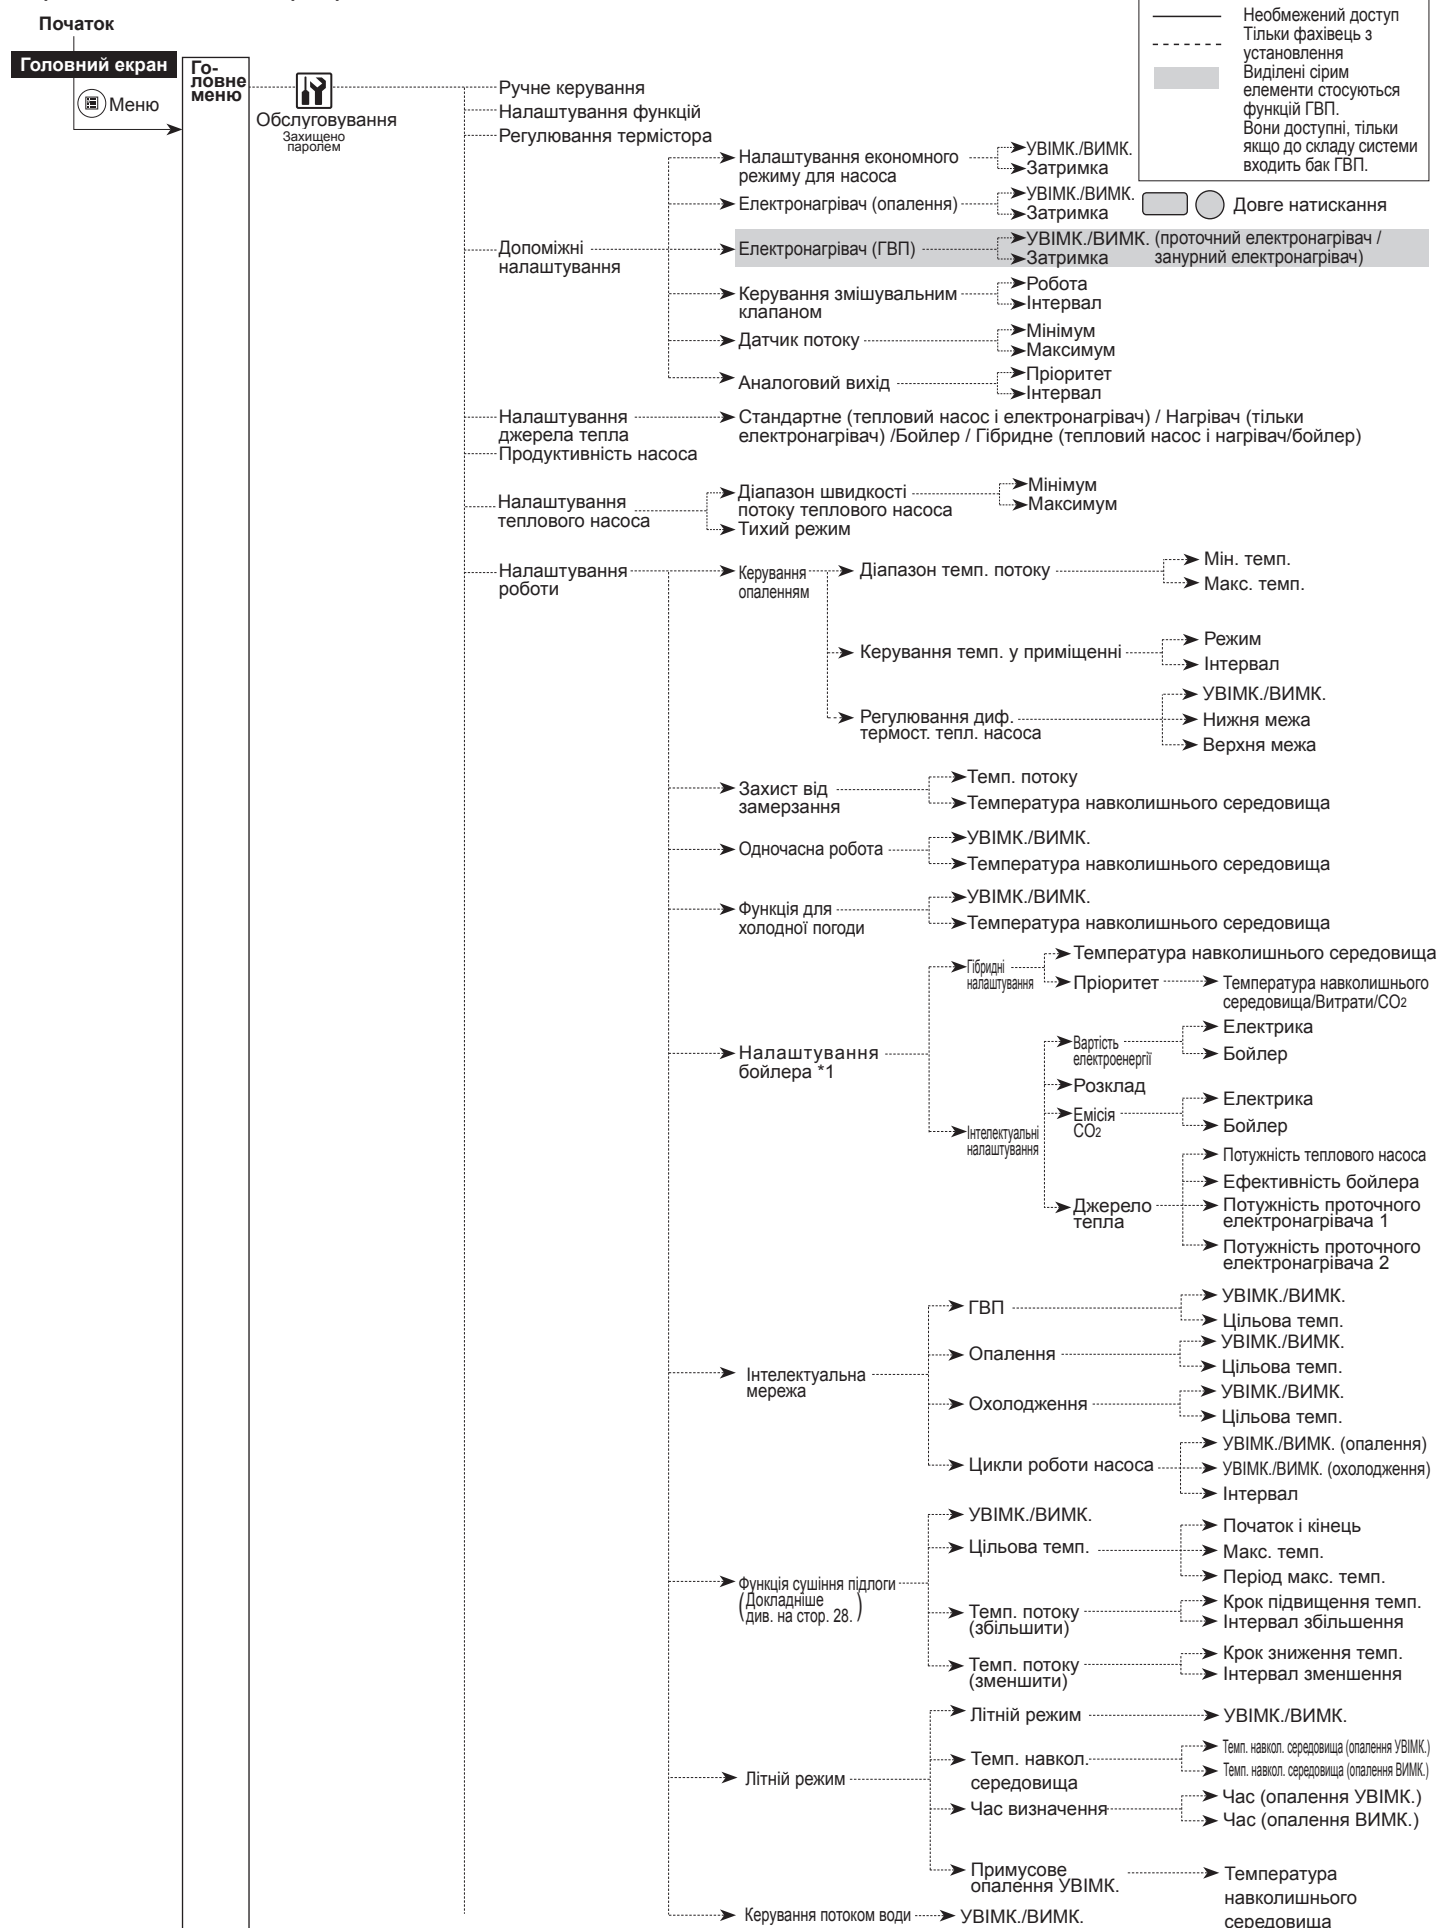 Початок
Головний екран
Меню
Го-
ловне
меню
Обслуговування
Захищено
паролем
Необмежений доступ
Тільки фахівець з
установлення
Виділені сірим
елементи стосуються
функцій ГВП.
Вони доступні, тільки
якщо до складу системи
входить бак ГВП.
Довге натискання
Ручне керування
Налаштування функцій
Регулювання термістора
Допоміжні
налаштування
Налаштування економного
режиму для насоса
УВІМК./ВИМК.
Затримка
Електронагрівач (опалення)
УВІМК./ВИМК.
Затримка
Електронагрівач (ГВП)
УВІМК./ВИМК. (проточний електронагрівач /
Затримка занурний електронагрівач)
Керування змішувальним
клапаном
Робота
Інтервал
Датчик потоку
Мінімум
Максимум
Аналоговий вихід
Пріоритет
Інтервал
Налаштування
джерела тепла
Стандартне (тепловий насос і електронагрівач) / Нагрівач (тільки
електронагрівач) /Бойлер / Гібридне (тепловий насос і нагрівач/бойлер)
Продуктивність насоса
Налаштування
теплового насоса
Діапазон швидкості
потоку теплового насоса
Мінімум
Максимум
Тихий режим
Налаштування
роботи
Керування
опаленням
Діапазон темп. потоку
Мін. темп.
Макс. темп.
Керування темп. у приміщенні
Режим
Інтервал
Регулювання диф.
термост. тепл. насоса
УВІМК./ВИМК.
Нижня межа
Верхня межа
Захист від
замерзання
Темп. потоку
Температура навколишнього середовища
Одночасна робота
УВІМК./ВИМК.
Температура навколишнього середовища
Функція для
холодної погоди
УВІМК./ВИМК.
Температура навколишнього середовища
Налаштування
бойлера *1
Гібридні
налаштування
Температура навколишнього середовища
Пріоритет
Температура навколишнього
середовища/Витрати/CO2
Інтелектуальні
налаштування
Вартість
електроенергії
Електрика
Бойлер
Розклад
Емісія
CO2
Електрика
Бойлер
Джерело
тепла
Потужність теплового насоса
Ефективність бойлера
Потужність проточного
електронагрівача 1
Потужність проточного
електронагрівача 2
Інтелектуальна
мережа
ГВП
УВІМК./ВИМК.
Цільова темп.
Опалення
УВІМК./ВИМК.
Цільова темп.
Охолодження
УВІМК./ВИМК.
Цільова темп.
Цикли роботи насоса
УВІМК./ВИМК. (опалення)
УВІМК./ВИМК. (охолодження)
Інтервал
Функція сушіння підлоги
(Докладніше
див. на стор. 28.)
УВІМК./ВИМК.
Цільова темп.
Початок і кінець
Макс. темп.
Період макс. темп.
Темп. потоку
(збільшити)
Крок підвищення темп.
Інтервал збільшення
Темп. потоку
(зменшити)
Крок зниження темп.
Інтервал зменшення
Літній режим
Літній режим
УВІМК./ВИМК.
Темп. навкол.
середовища
Темп. навкол. середовища (опалення УВІМК.)
Темп. навкол. середовища (опалення ВИМК.)
Час визначення
Час (опалення УВІМК.)
Час (опалення ВИМК.)
Примусове
опалення УВІМК.
Температура
навколишнього
середовища
Керування потоком води
УВІМК./ВИМК.